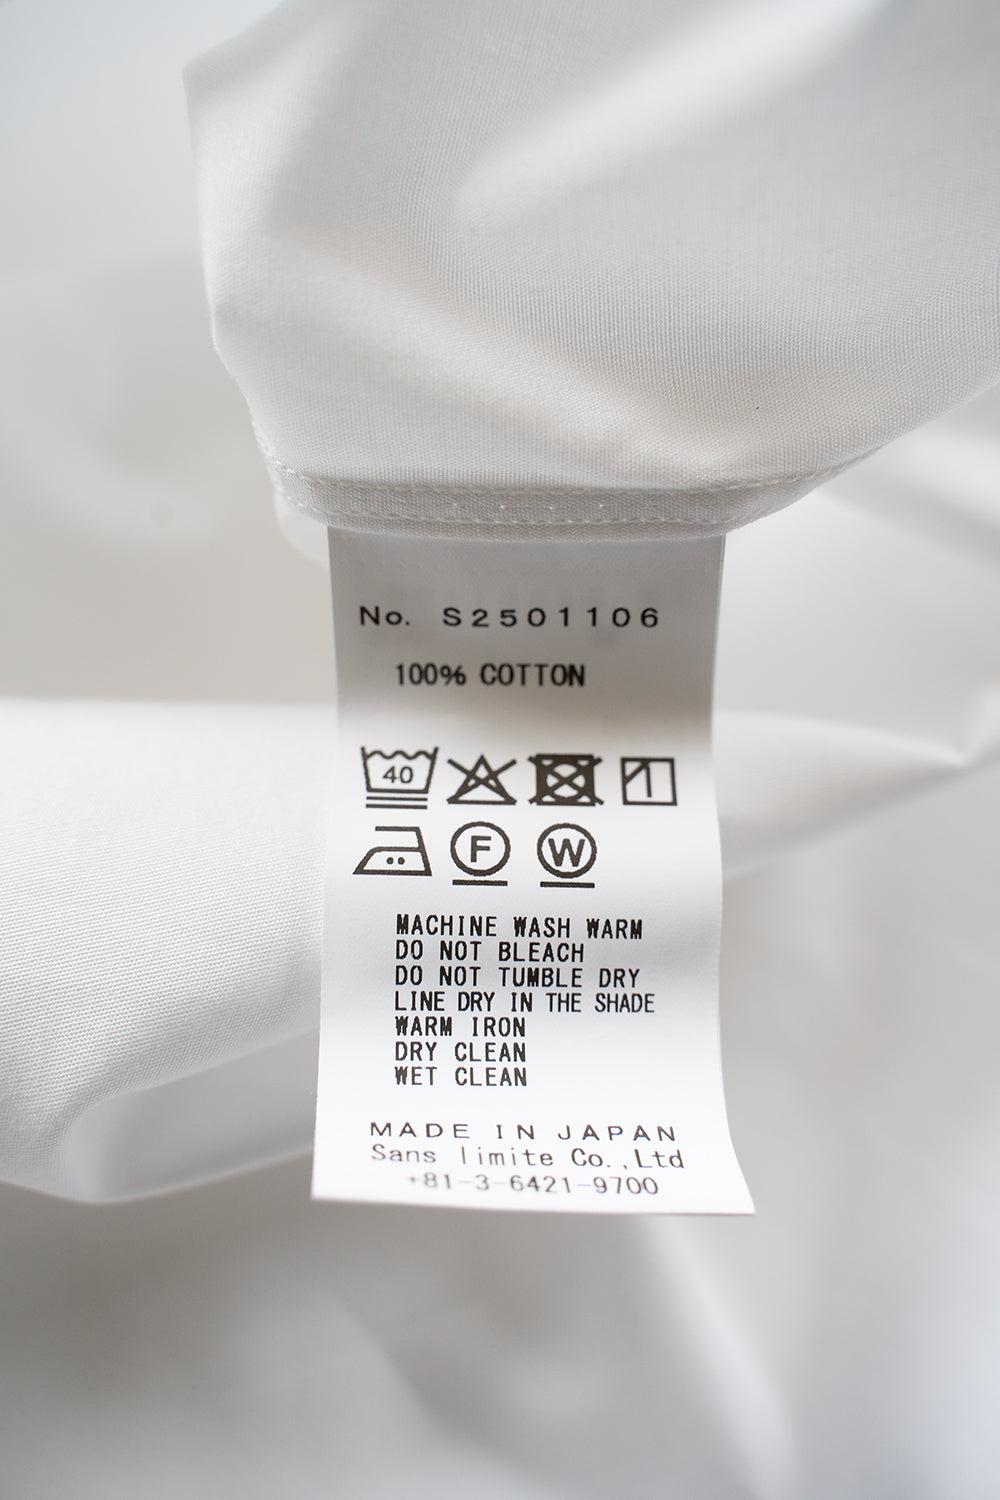 No. S2501106
100% COTTON
40
F W
MACHINE WASH WARM
DO NOT BLEACH
DO NOT TUMBLE DRY
LINE DRY IN THE SHADE
WARM IRON
DRY CLEAN
WET CLEAN
MADE IN JAPAN
Sans limite Co.,Ltd
+81-3-6421-9700